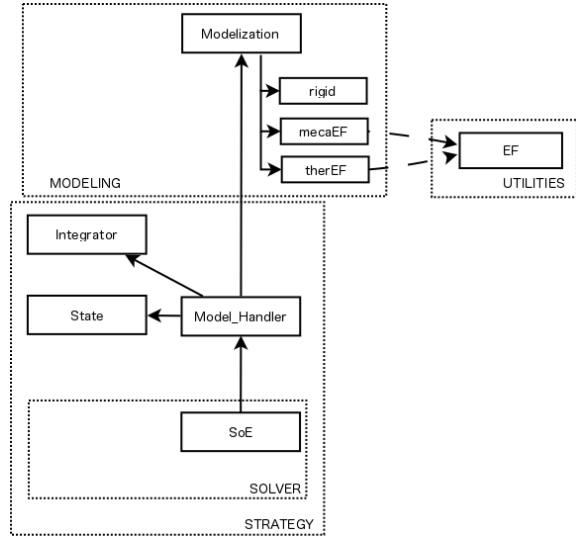 Modelization
rigid
mecaEF
therEF
MODELING
EF
UTILITIES
Integrator
State
Model_Handler
SoE
SOLVER
STRATEGY